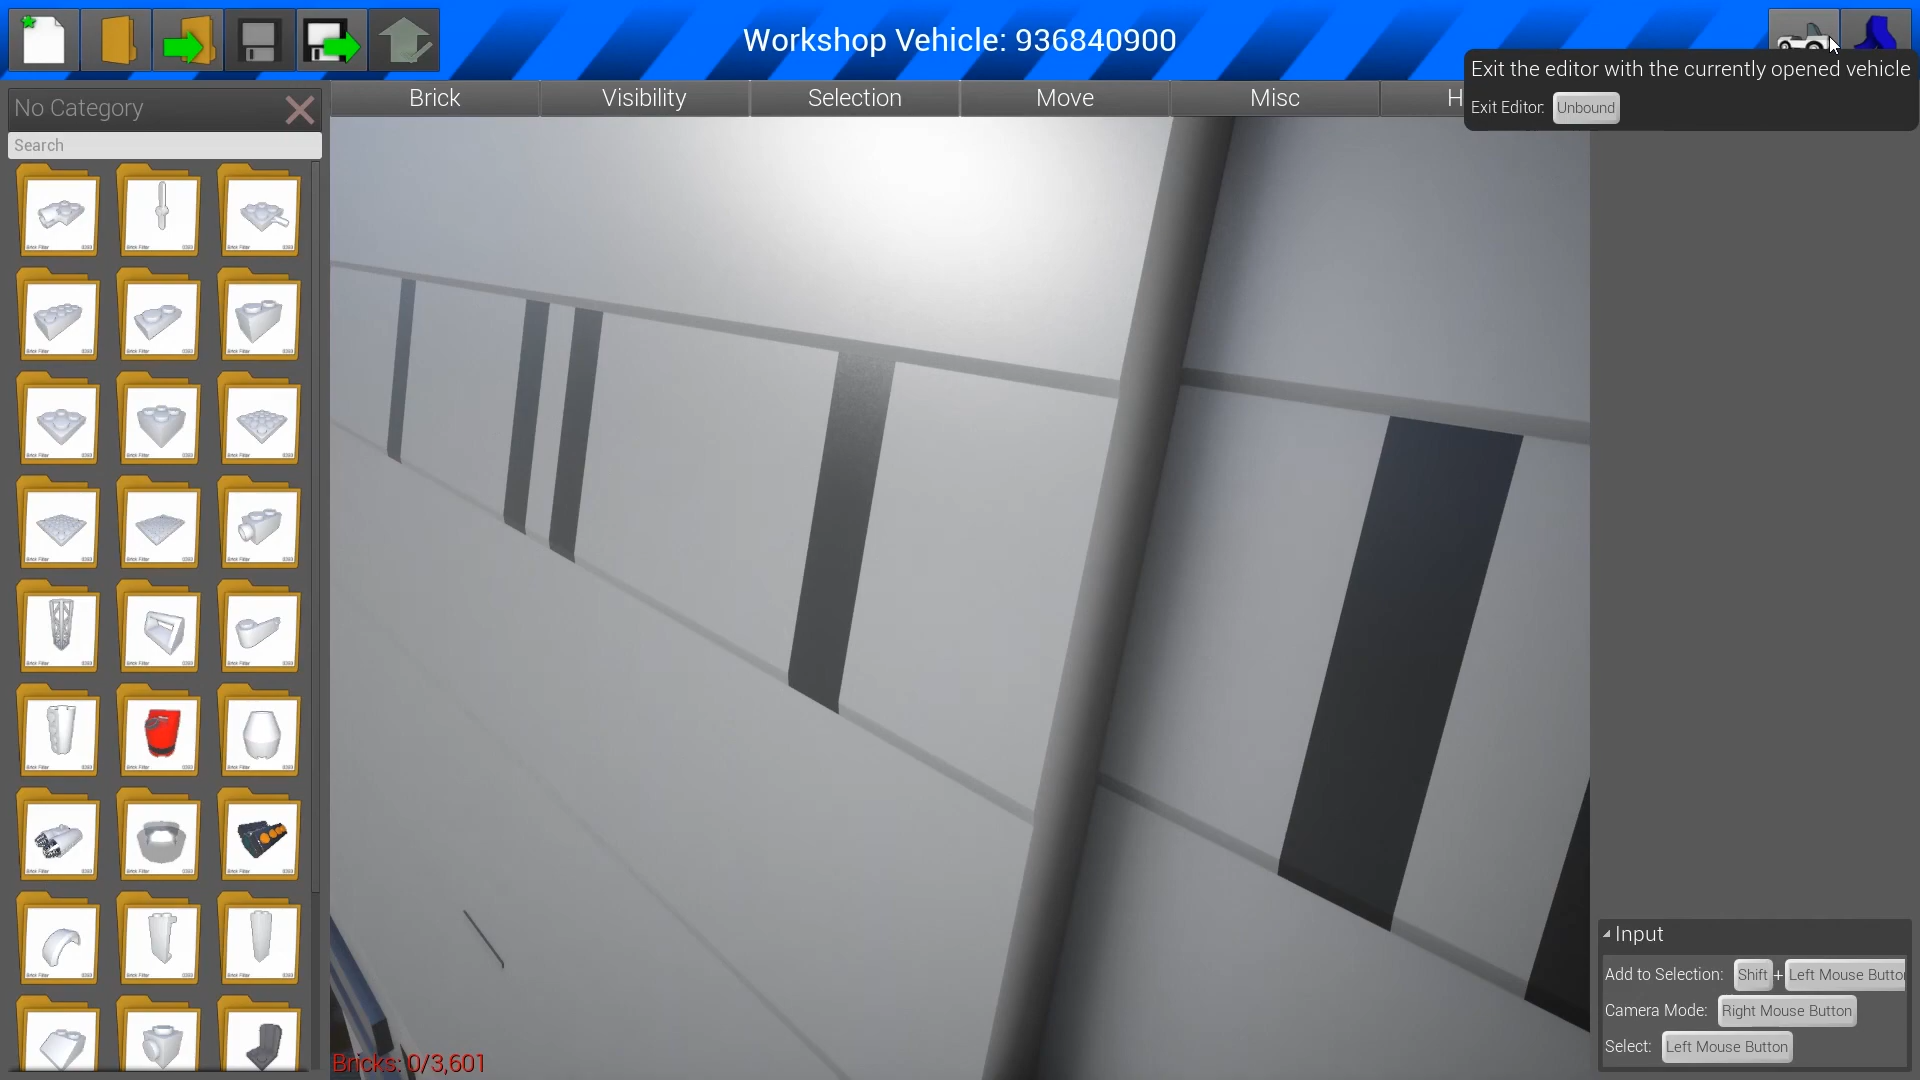 Workshop Vehicle: 936840900
Exit the editor with the currently opened vehicle
Exit Editor: Unbound
Brick Visibility Selection Move Misc H
No Category
Search
Bricks: 0/3,601
Input
Add to Selection: Shift + Left Mouse Butto
Camera Mode: Right Mouse Button
Select: Left Mouse Button